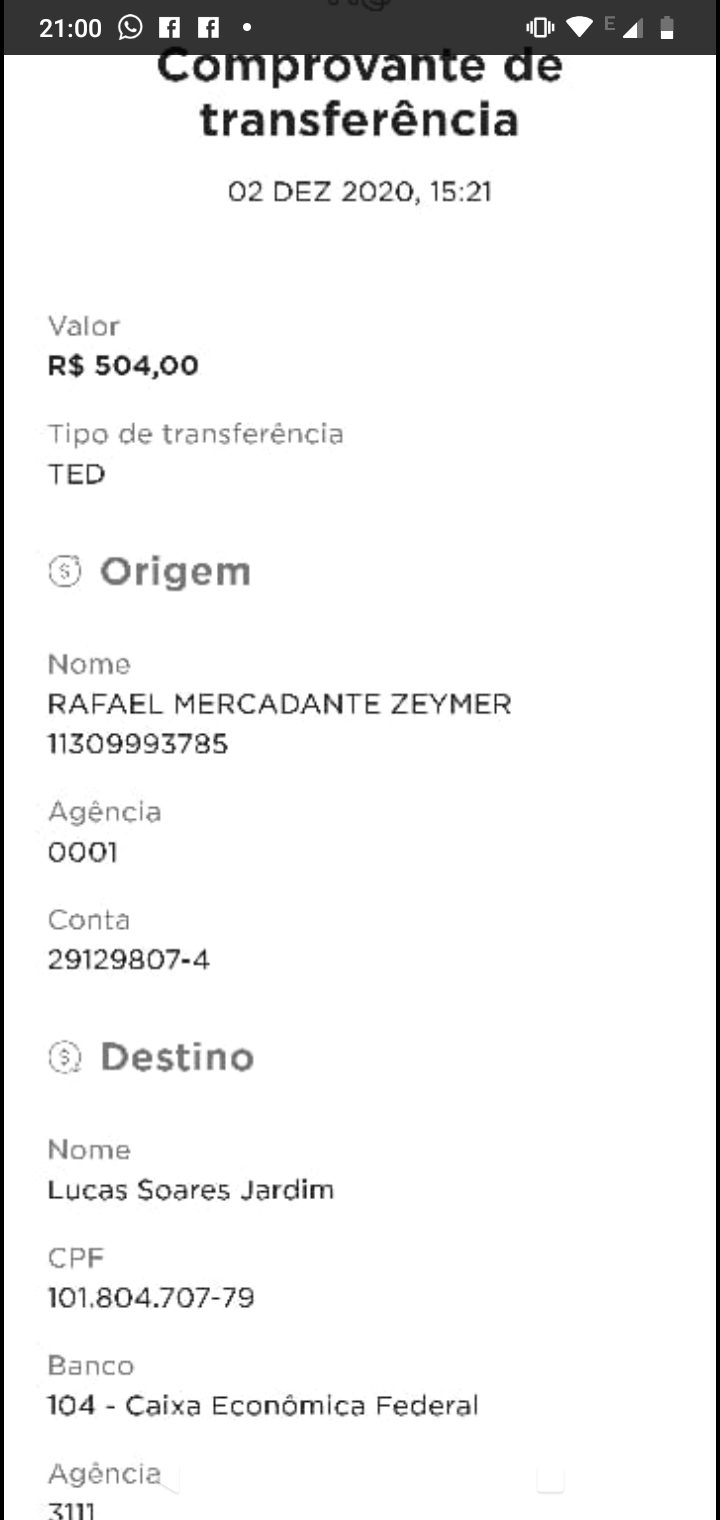 21:00
E
Comprovante de
transferência
02 DEZ 2020, 15:21
Valor
R$ 504,00
Tipo de transferência
TED
Origem
Nome
RAFAEL MERCADANTE ZEYMER
11309993785
Agência
0001
Conta
29129807-4
Destino
Nome
Lucas Soares Jardim
CPF
101.804.707-79
Banco
104 - Caixa Econômica Federal
Agência
3111